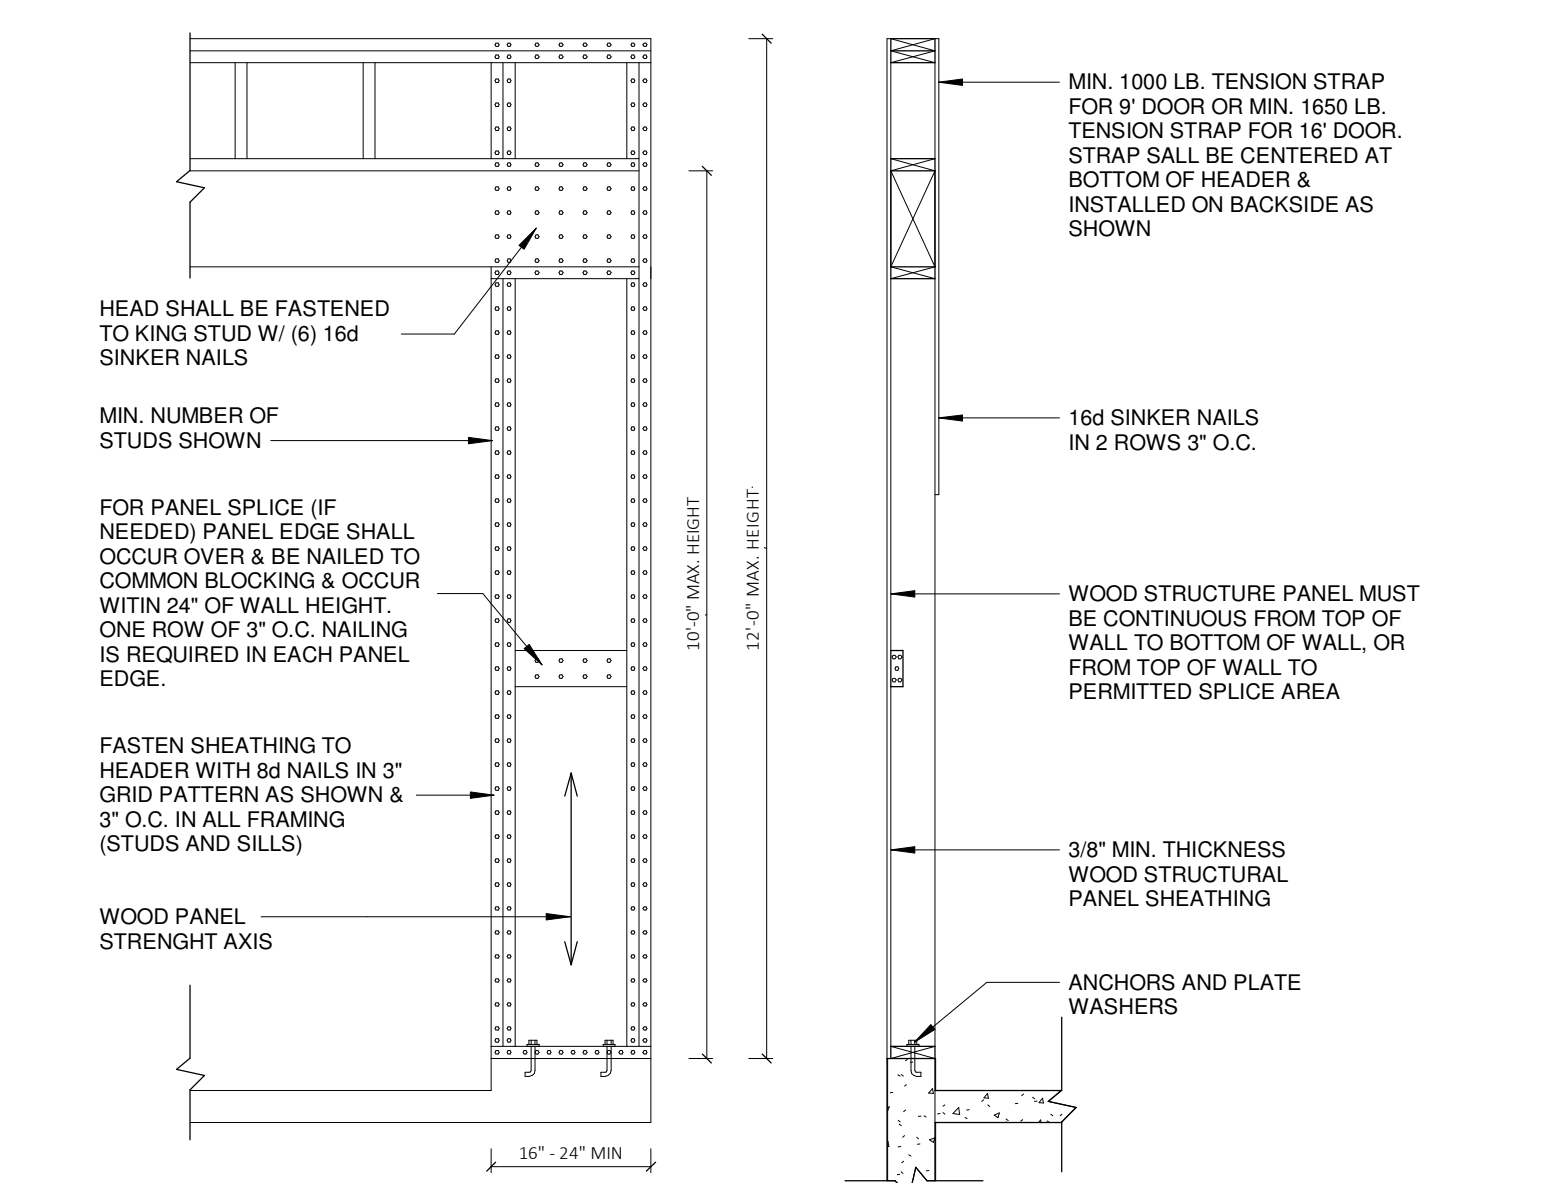 HEAD SHALL BE FASTENED
TO KING STUD W/ (6) 16d
SINKER NAILS
MIN. NUMBER OF
STUDS SHOWN
FOR PANEL SPLICE (IF
NEEDED) PANEL EDGE SHALL
OCCUR OVER & BE NAILED TO
COMMON BLOCKING & OCCUR
WITIN 24" OF WALL HEIGHT.
ONE ROW OF 3" O.C. NAILING
IS REQUIRED IN EACH PANEL
EDGE.
FASTEN SHEATHING TO
HEADER WITH 8d NAILS IN 3"
GRID PATTERN AS SHOWN &
3" O.C. IN ALL FRAMING
(STUDS AND SILLS)
WOOD PANEL
STRENGHT AXIS
16" - 24" MIN
10'-0" MAX. HEIGHT
12'-0" MAX. HEIGHT
MIN. 1000 LB. TENSION STRAP
FOR 9' DOOR OR MIN. 1650 LB.
TENSION STRAP FOR 16' DOOR.
STRAP SALL BE CENTERED AT
BOTTOM OF HEADER &
INSTALLED ON BACKSIDE AS
SHOWN
16d SINKER NAILS
IN 2 ROWS 3" O.C.
WOOD STRUCTURE PANEL MUST
BE CONTINUOUS FROM TOP OF
WALL TO BOTTOM OF WALL, OR
FROM TOP OF WALL TO
PERMITTED SPLICE AREA
3/8" MIN. THICKNESS
WOOD STRUCTURAL
PANEL SHEATHING
ANCHORS AND PLATE
WASHERS